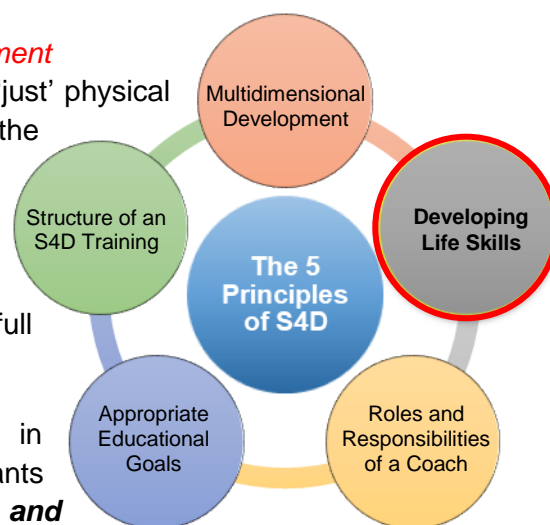 ment
just’ physical
the
full
in
ants
and
Multidimensional
Development
Developing
Life Skills
Roles and
Responsibilities
of a Coach
Appropriate
Educational
Goals
Structure of an
S4D Training
The 5
Principles
of S4D